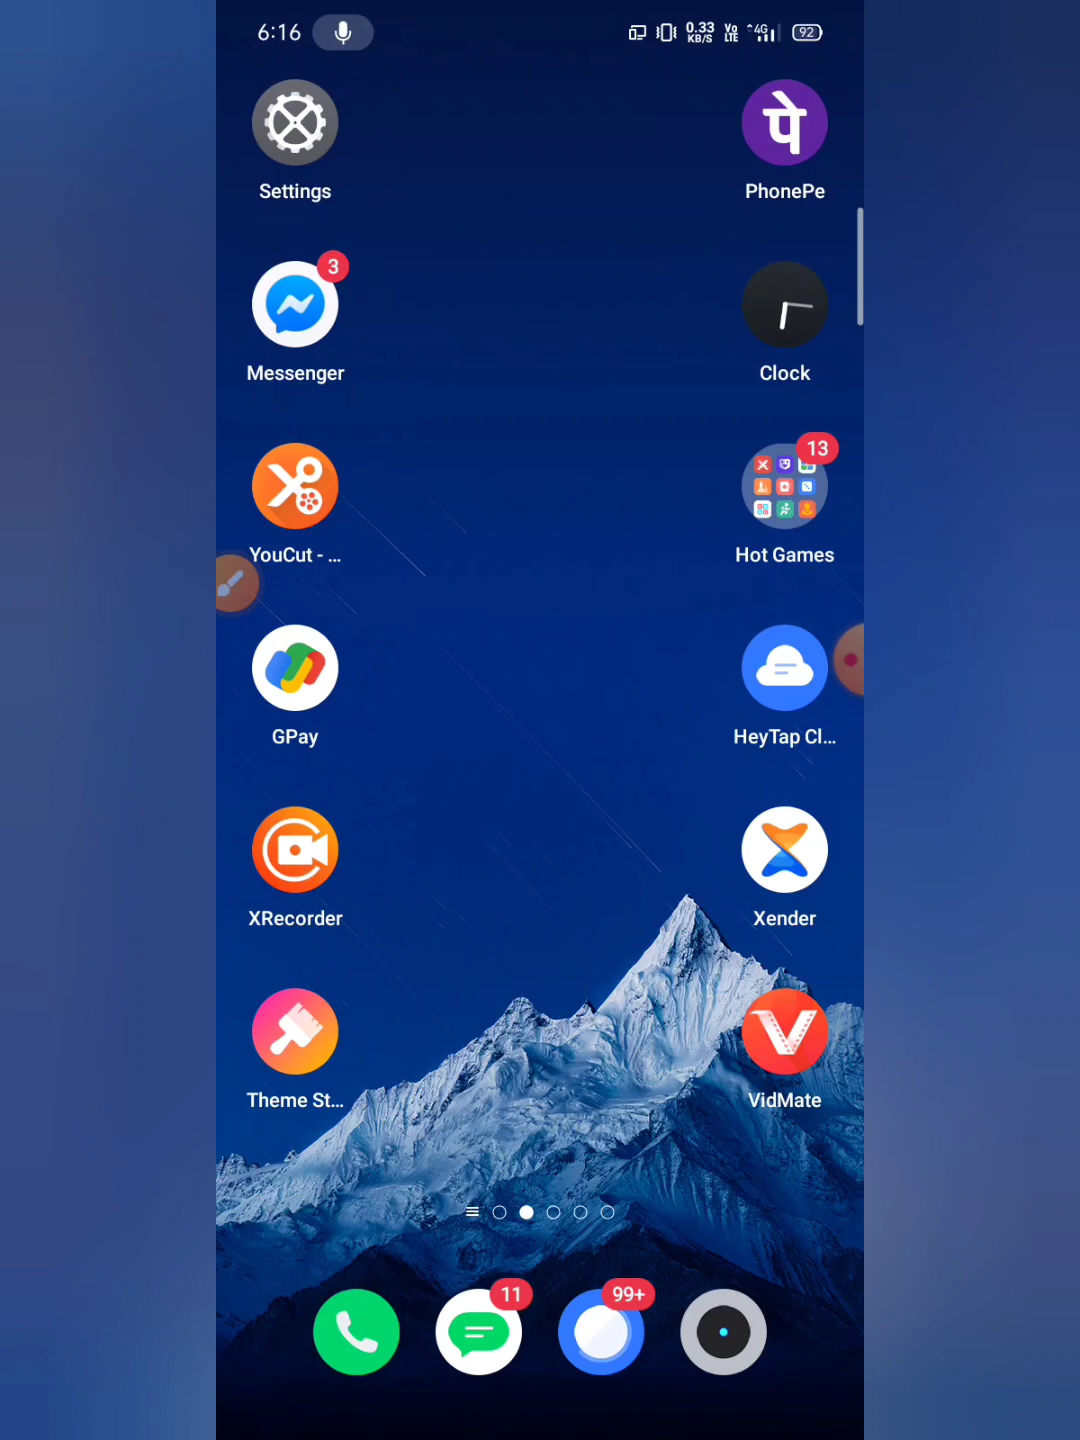 6:16
0.33 KB/S
Vo LTE
4G
92
Settings
पे
PhonePe
3
Messenger
Clock
13
YouCut - ...
Hot Games
GPay
HeyTap Cl...
XRecorder
Xender
Theme St...
VidMate
11
99+